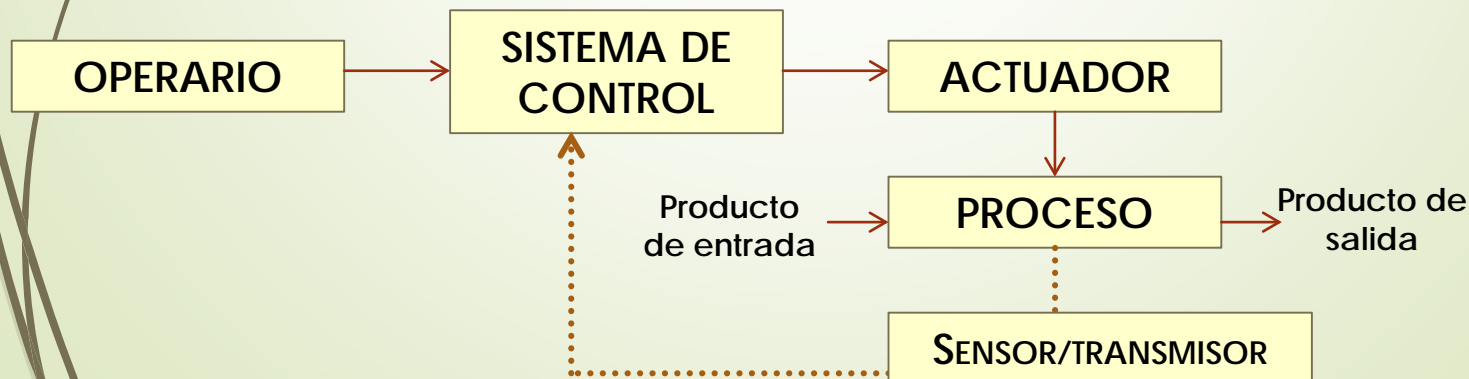 OPERARIO
SISTEMA DE
CONTROL
ACTUADOR
Producto
de entrada
PROCESO
Producto de
salida
SENSOR/TRANSMISOR